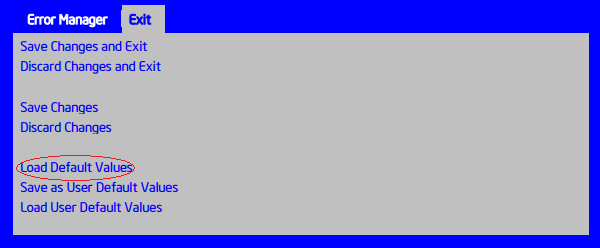 Error Manager Exit
Save Changes and Exit
Discard Changes and Exit
Save Changes
Discard Changes
Load Default Values
Save as User Default Values
Load User Default Values